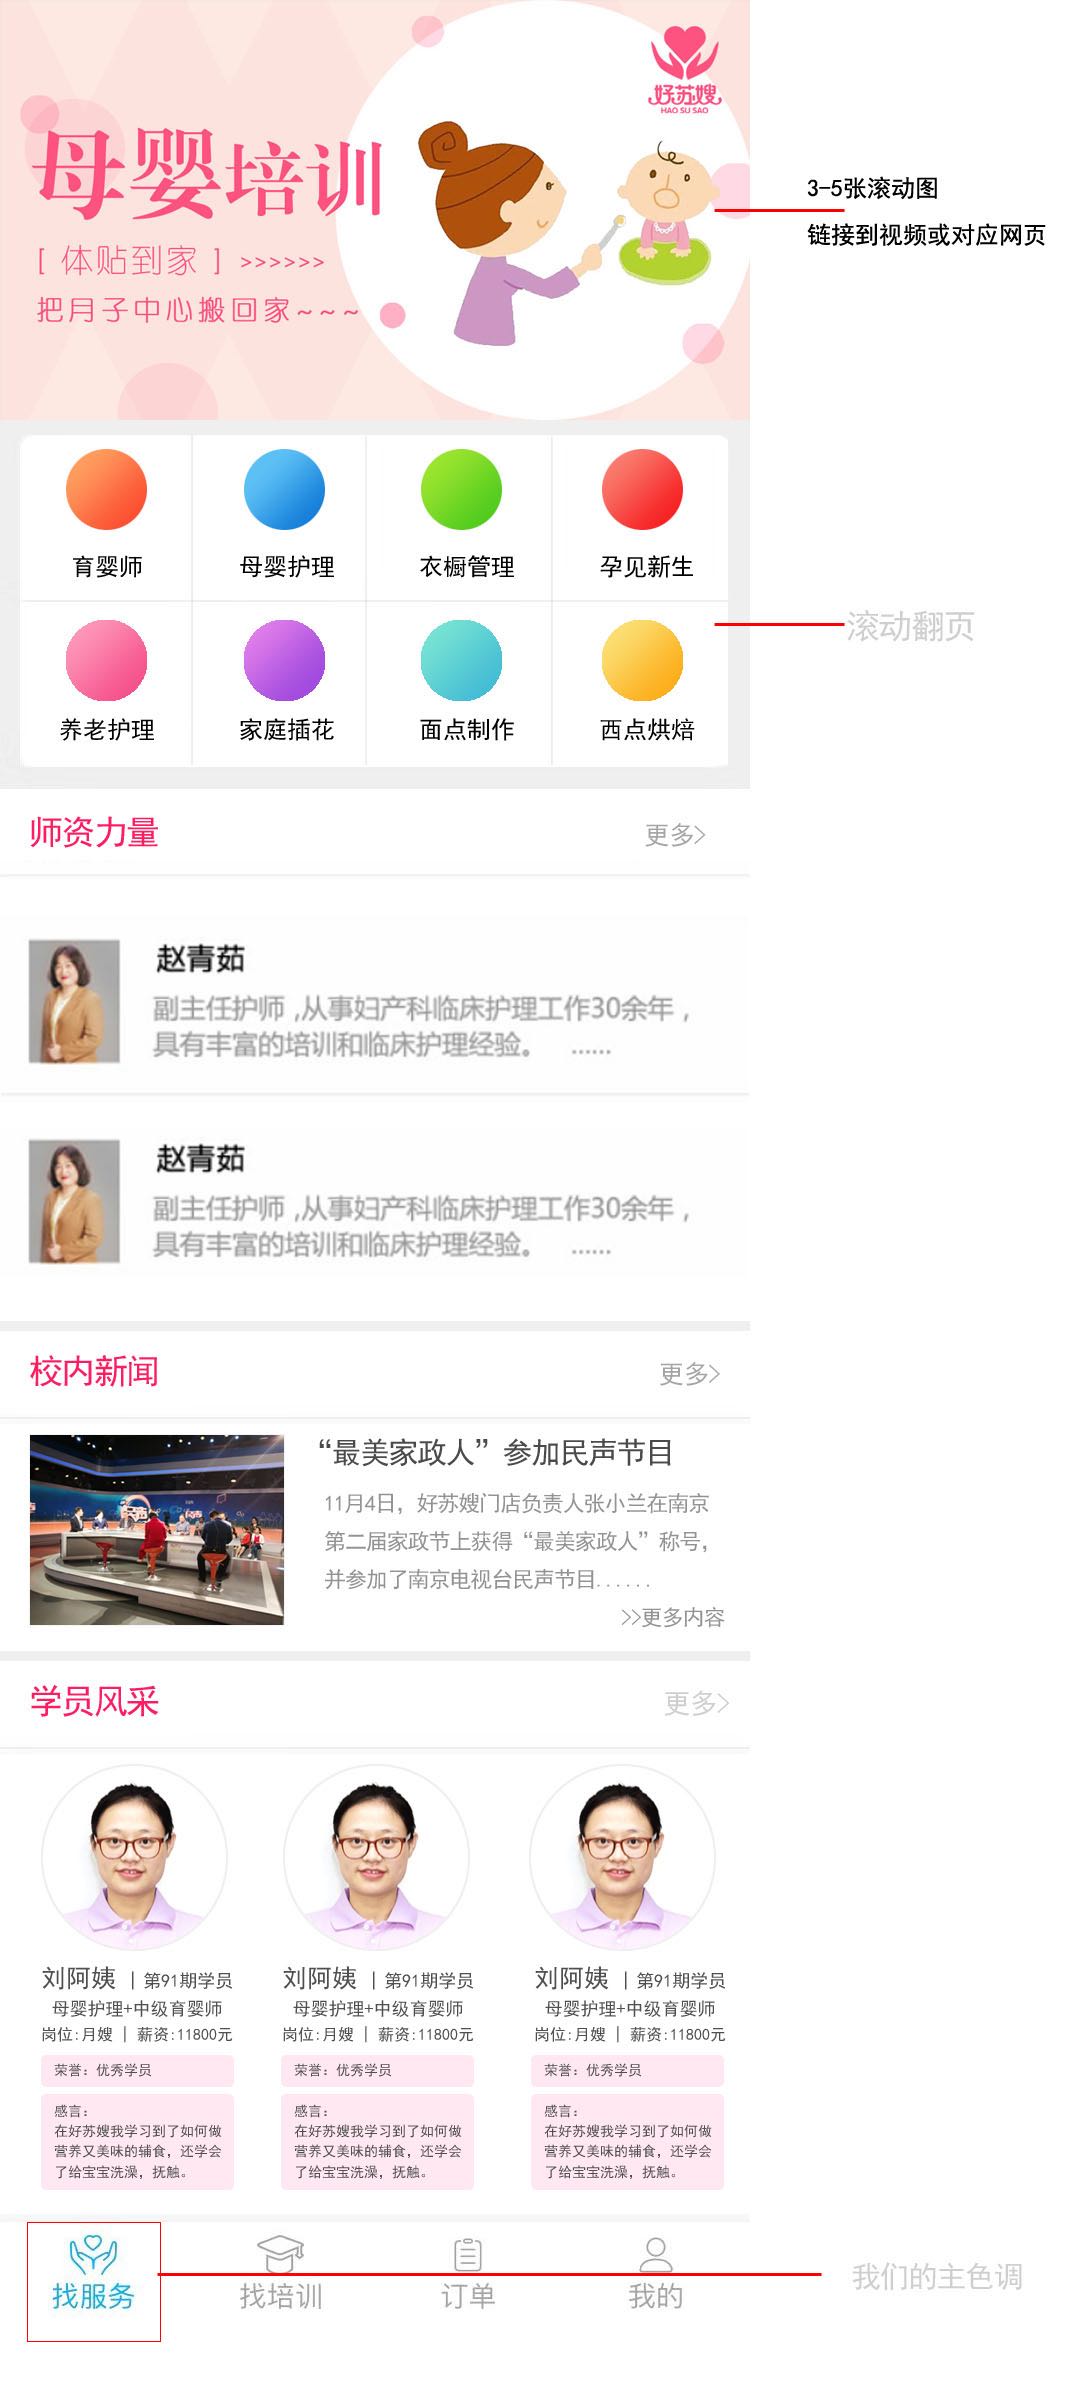 好苏嫂
HAO SU SAO
母婴培训
[ 体贴到家 ] >>>>>>
把月子中心搬回家~~~
3-5张滚动图
链接到视频或对应网页
育婴师
母婴护理
衣橱管理
孕见新生
滚动翻页
养老护理
家庭插花
面点制作
西点烘焙
师资力量
更多>
赵青茹
副主任护师 ,从事妇产科临床护理工作30余年 ,
具有丰富的培训和临床护理经验。 ......
赵青茹
副主任护师 ,从事妇产科临床护理工作30余年 ,
具有丰富的培训和临床护理经验。 ......
校内新闻
更多>
“最美家政人”参加民声节目
11月4日，好苏嫂门店负责人张小兰在南京
第二届家政节上获得“最美家政人”称号，
并参加了南京电视台民声节目......
>>更多内容
学员风采
更多>
刘阿姨 | 第91期学员
母婴护理+中级育婴师
岗位:月嫂 | 薪资:11800元
荣誉：优秀学员
感言：
在好苏嫂我学习到了如何做
营养又美味的辅食，还学会
了给宝宝洗澡，抚触。
刘阿姨 | 第91期学员
母婴护理+中级育婴师
岗位:月嫂 | 薪资:11800元
荣誉：优秀学员
感言：
在好苏嫂我学习到了如何做
营养又美味的辅食，还学会
了给宝宝洗澡，抚触。
刘阿姨 | 第91期学员
母婴护理+中级育婴师
岗位:月嫂 | 薪资:11800元
荣誉：优秀学员
感言：
在好苏嫂我学习到了如何做
营养又美味的辅食，还学会
了给宝宝洗澡，抚触。
找服务
找培训
订单
我的
我们的主色调